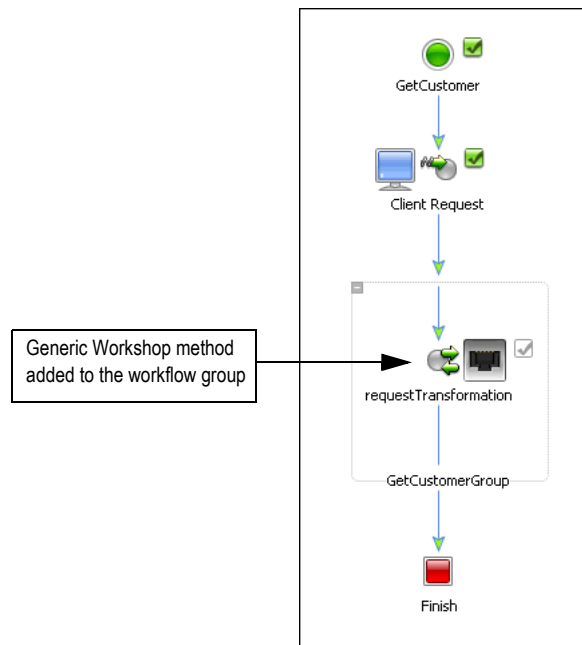 GetCustomer
Client Request
Generic Workshop method
added to the workflow group
requestTransformation
GetCustomerGroup
Finish